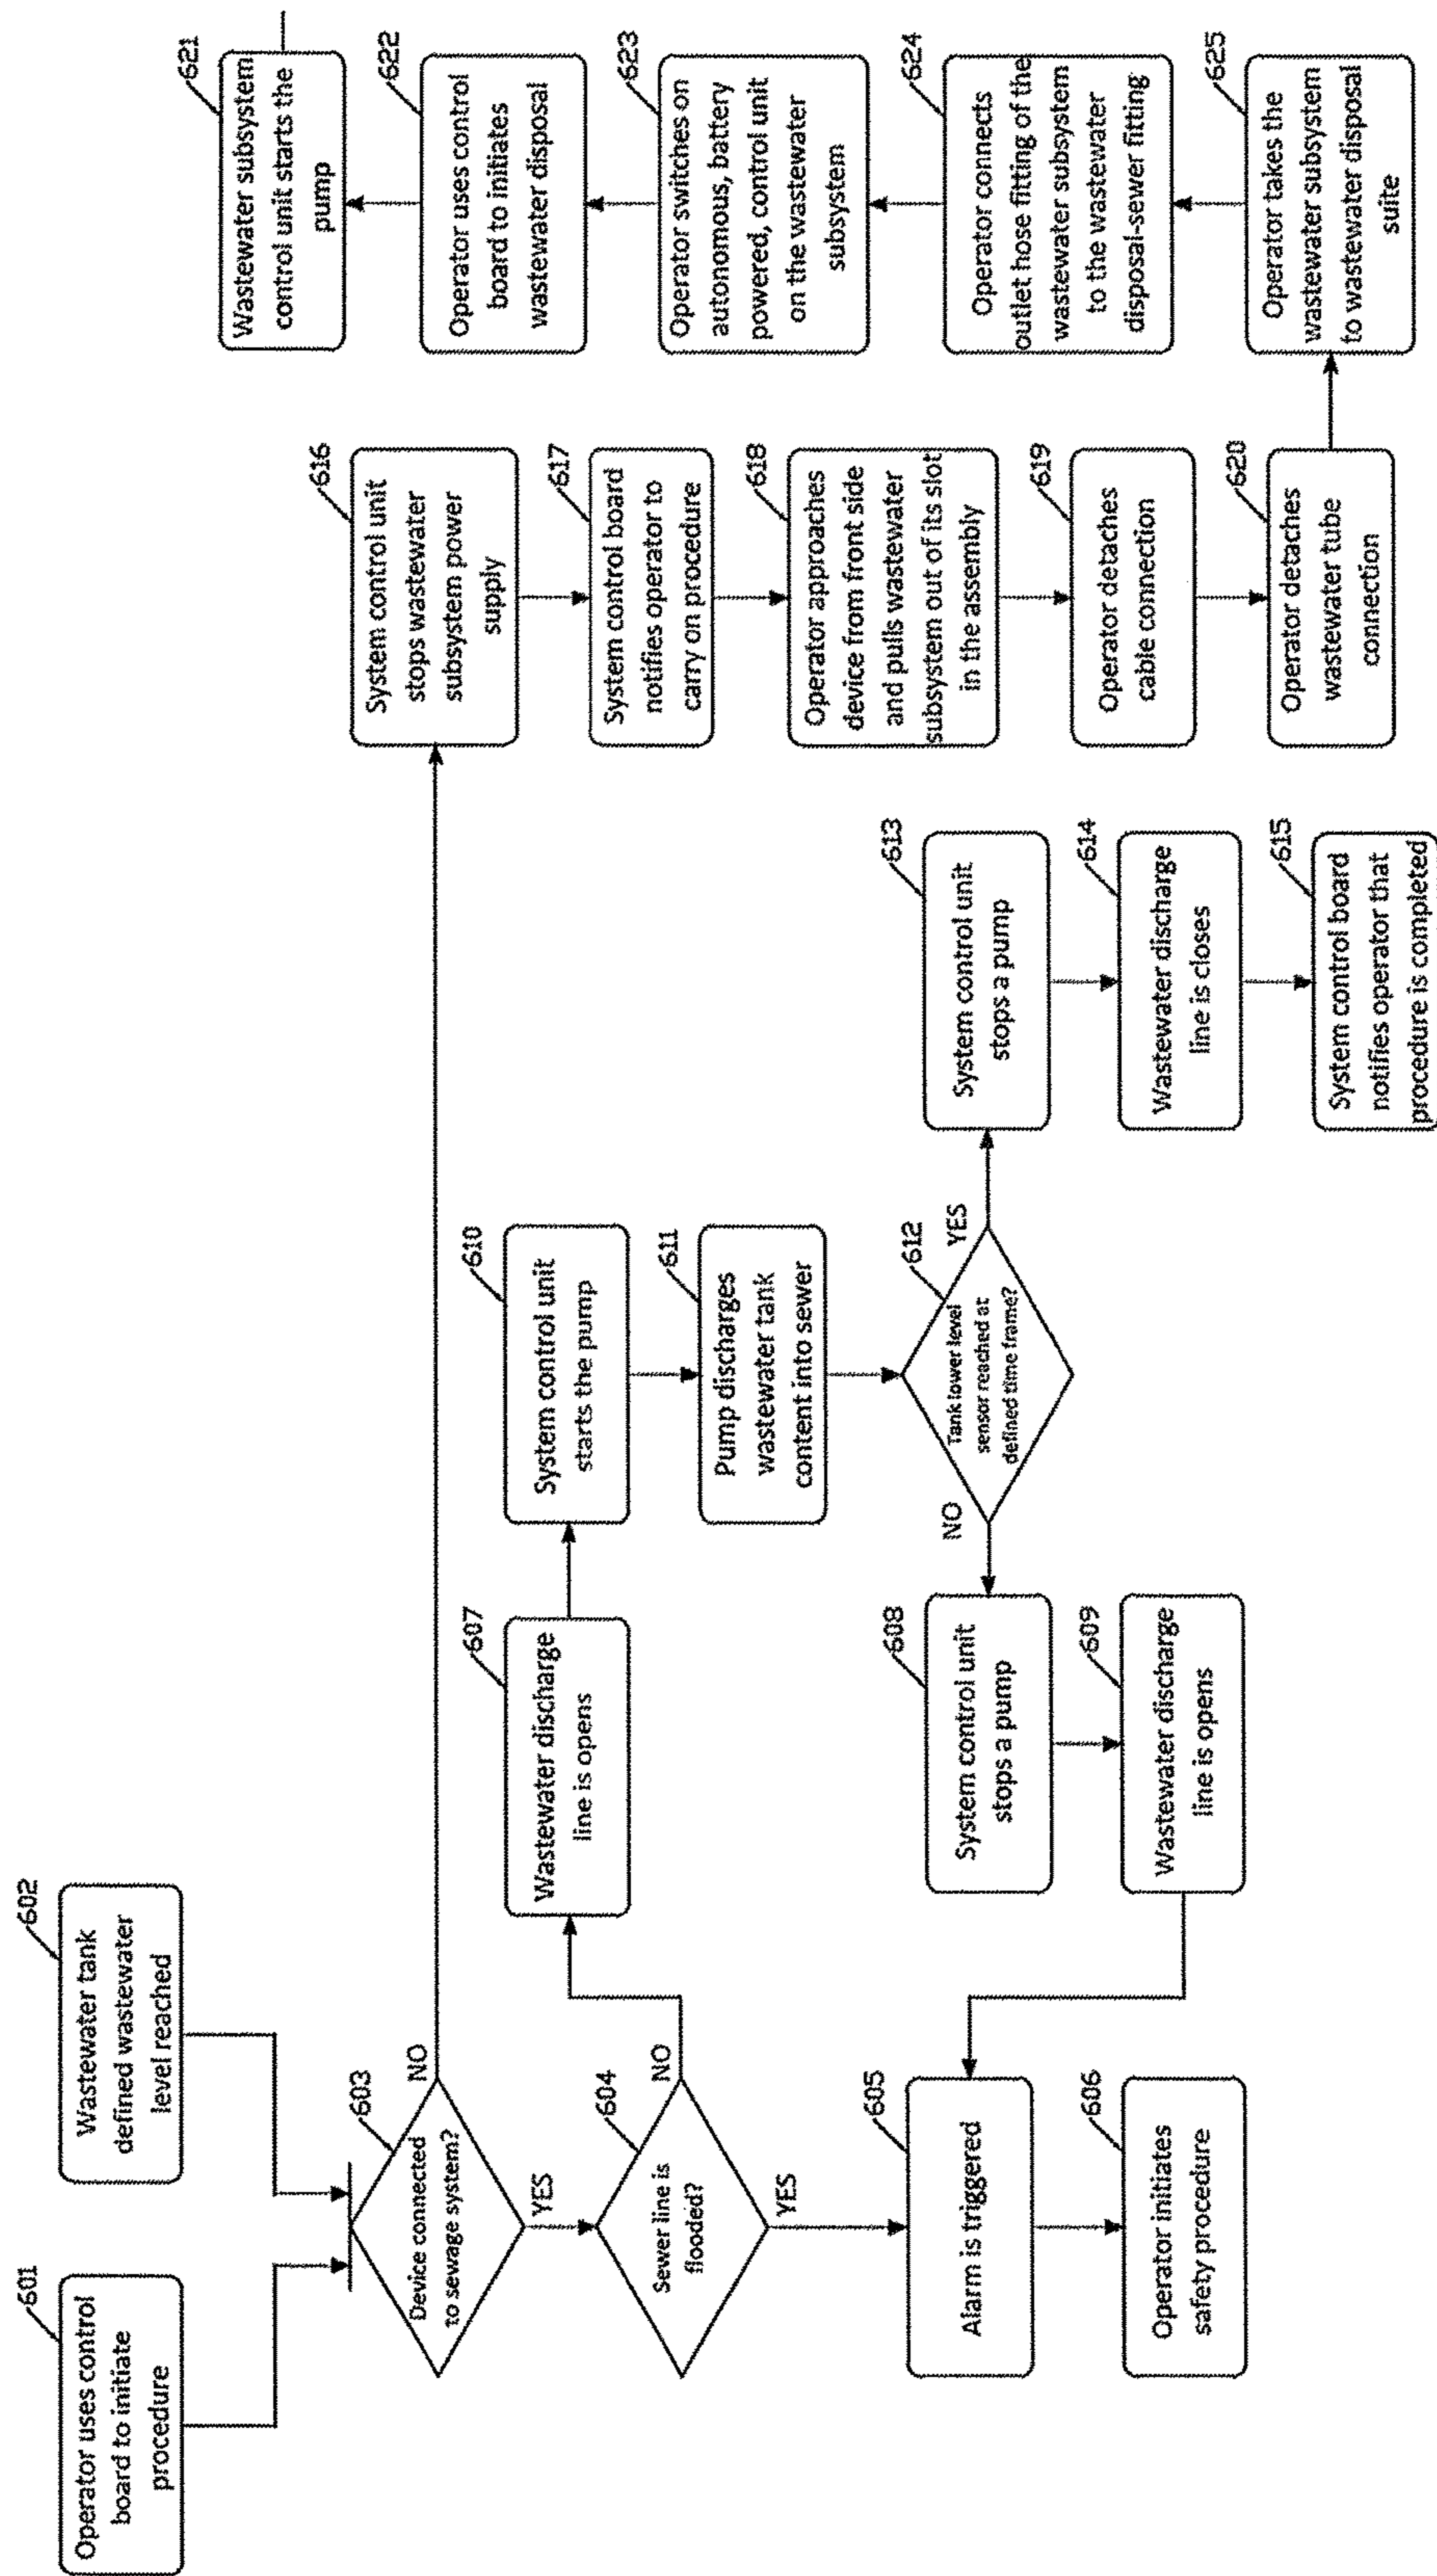 601
Operator uses control
board to initiate
procedure
602
Wastewater tank
defined wastewater
level reached
603
Device connected
to sewage system?
NO
YES
604
Sewer line is
flooded?
NO
YES
605
Alarm is triggered
606
Operator initiates
safety procedure
607
Wastewater discharge
line is opens
608
System control unit
stops a pump
609
Wastewater discharge
line is opens
610
System control unit
starts the pump
611
Pump discharges
wastewater tank
content into sewer
612
Tank lower level
sensor reached at
defined time frame?
NO
YES
613
System control unit
stops a pump
614
Wastewater discharge
line is closes
615
System control board
notifies operator that
procedure is completed
616
System control unit
stops wastewater
subsystem power
supply
617
System control board
notifies operator to
carry on procedure
618
Operator approaches
device from front side
and pulls wastewater
subsystem out of its slot
in the assembly
619
Operator detaches
cable connection
620
Operator detaches
wastewater tube
connection
621
Wastewater subsystem
control unit starts the
pump
622
Operator uses control
board to initiates
wastewater disposal
623
Operator switches on
autonomous, battery
powered, control unit
on the wastewater
subsystem
624
Operator connects
outlet hose fitting of the
wastewater subsystem
to the wastewater
disposal-sewer fitting
625
Operator takes the
wastewater subsystem
to wastewater disposal
suite